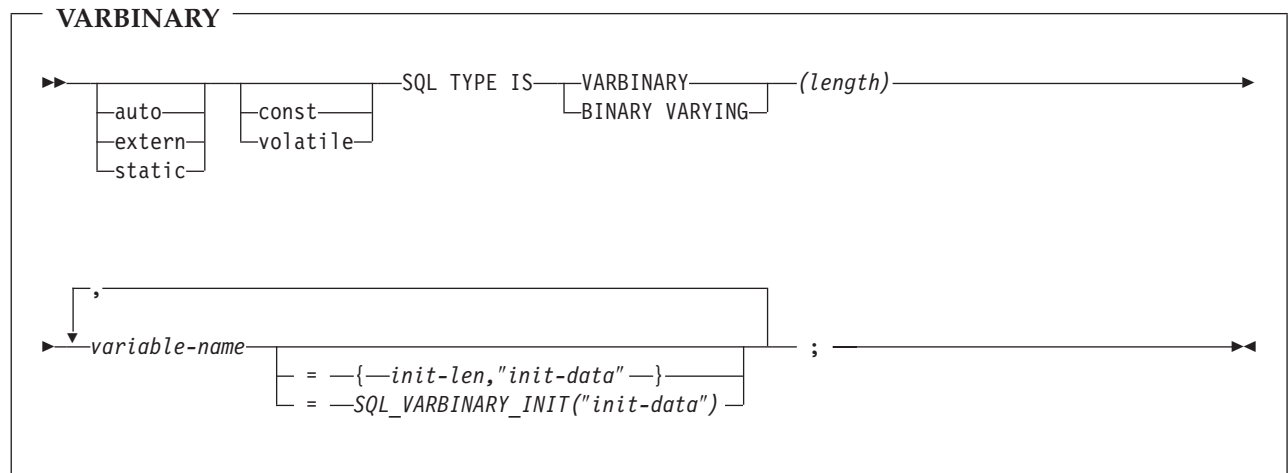 VARBINARY
SQL TYPE IS VARBINARY (length)
auto const BINARY VARYING
extern volatile
static
,
variable-name ;
= { init-len,"init-data" }
= SQL_VARBINARY_INIT("init-data")